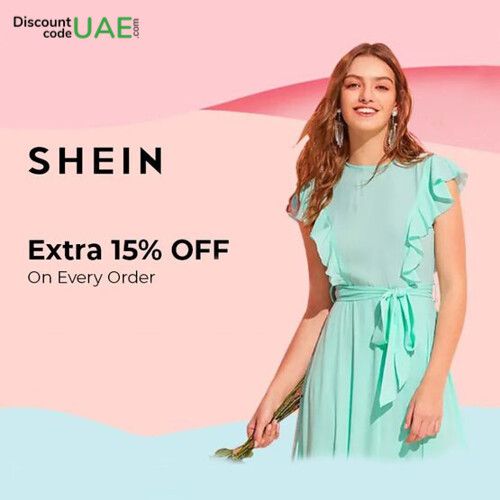 Discount
code UAE .com
SHEIN
Extra 15% OFF
On Every Order